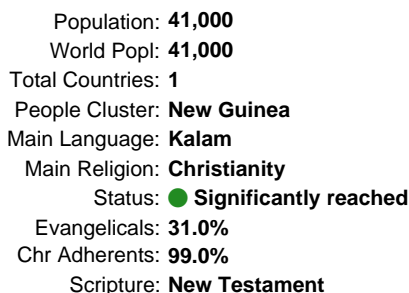 Population: 41,000
World Popl: 41,000
Total Countries: 1
People Cluster: New Guinea
Main Language: Kalam
Main Religion: Christianity
Status: Significantly reached
Evangelicals: 31.0%
Chr Adherents: 99.0%
Scripture: New Testament